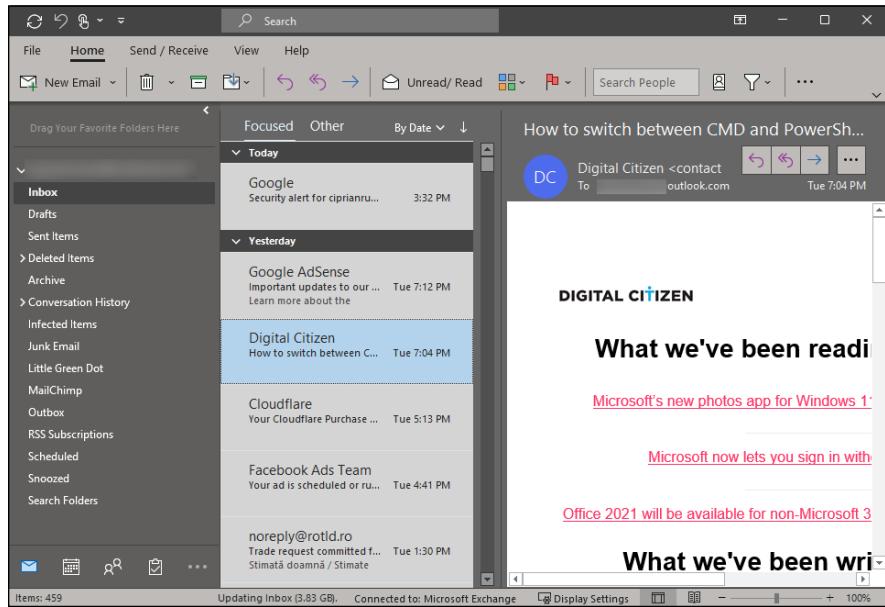 Search
File Home Send / Receive View Help
New Email Unread/ Read Search People
Drag Your Favorite Folders Here
Inbox
Drafts
Sent Items
Deleted Items
Archive
Conversation History
Infected Items
Junk Email
Little Green Dot
MailChimp
Outbox
RSS Subscriptions
Scheduled
Snoozed
Search Folders
Focused Other By Date
Today
Google
Security alert for ciprianru... 3:32 PM
Yesterday
Google AdSense
Important updates to our ... Tue 7:12 PM
Learn more about the
Digital Citizen
How to switch between C... Tue 7:04 PM
Cloudflare
Your Cloudflare Purchase ... Tue 5:13 PM
Facebook Ads Team
Your ad is scheduled or ru... Tue 4:41 PM
noreply@rotld.ro
Trade request committed f... Tue 1:30 PM
Stimată doamnă / Stimate
How to switch between CMD and PowerSh...
DC
Digital Citizen <contact
To outlook.com Tue 7:04 PM
DIGITAL CITIZEN
What we've been readi
Microsoft's new photos app for Windows 11
Microsoft now lets you sign in with
Office 2021 will be available for non-Microsoft 3
What we've been wri
Items: 459 Updating Inbox (3.83 GB). Connected to: Microsoft Exchange Display Settings 100%